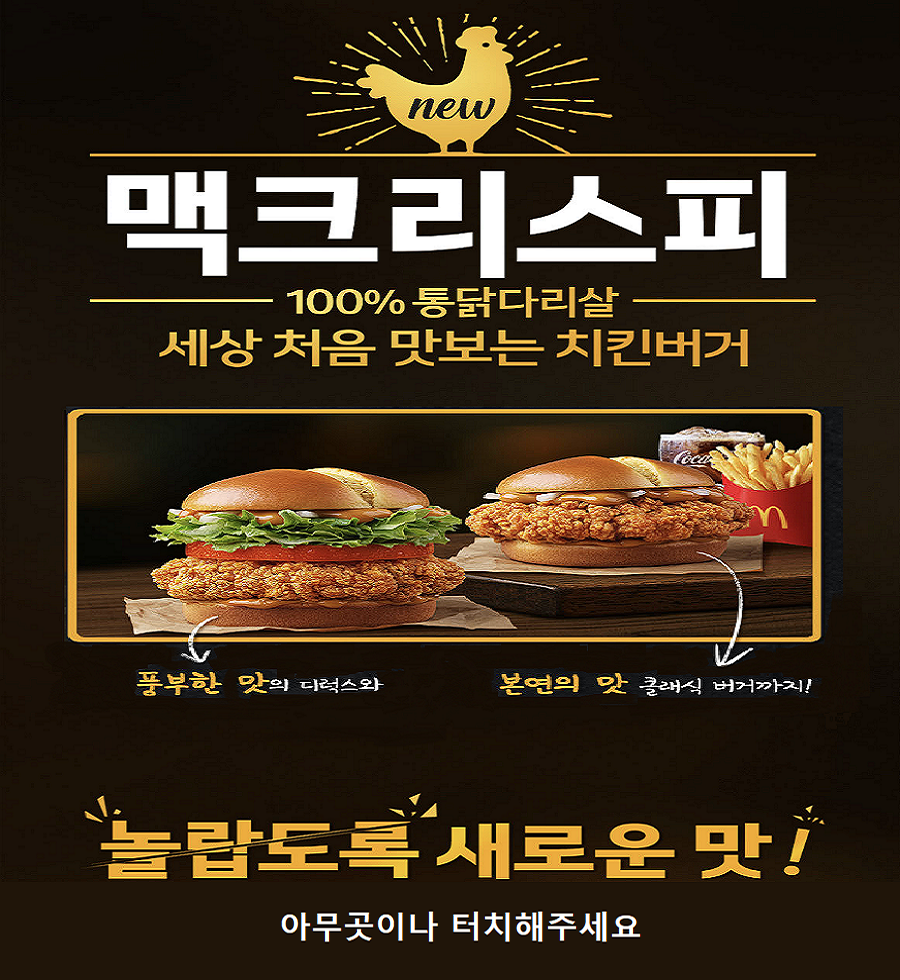 new
맥크리스피
100% 통닭다리살
세상 처음 맛보는 치킨버거
Coca
M
풍부한 맛의 디럭스와
본연의 맛 클래식 버거까지!
놀랍도록 새로운 맛!
아무곳이나 터치해주세요